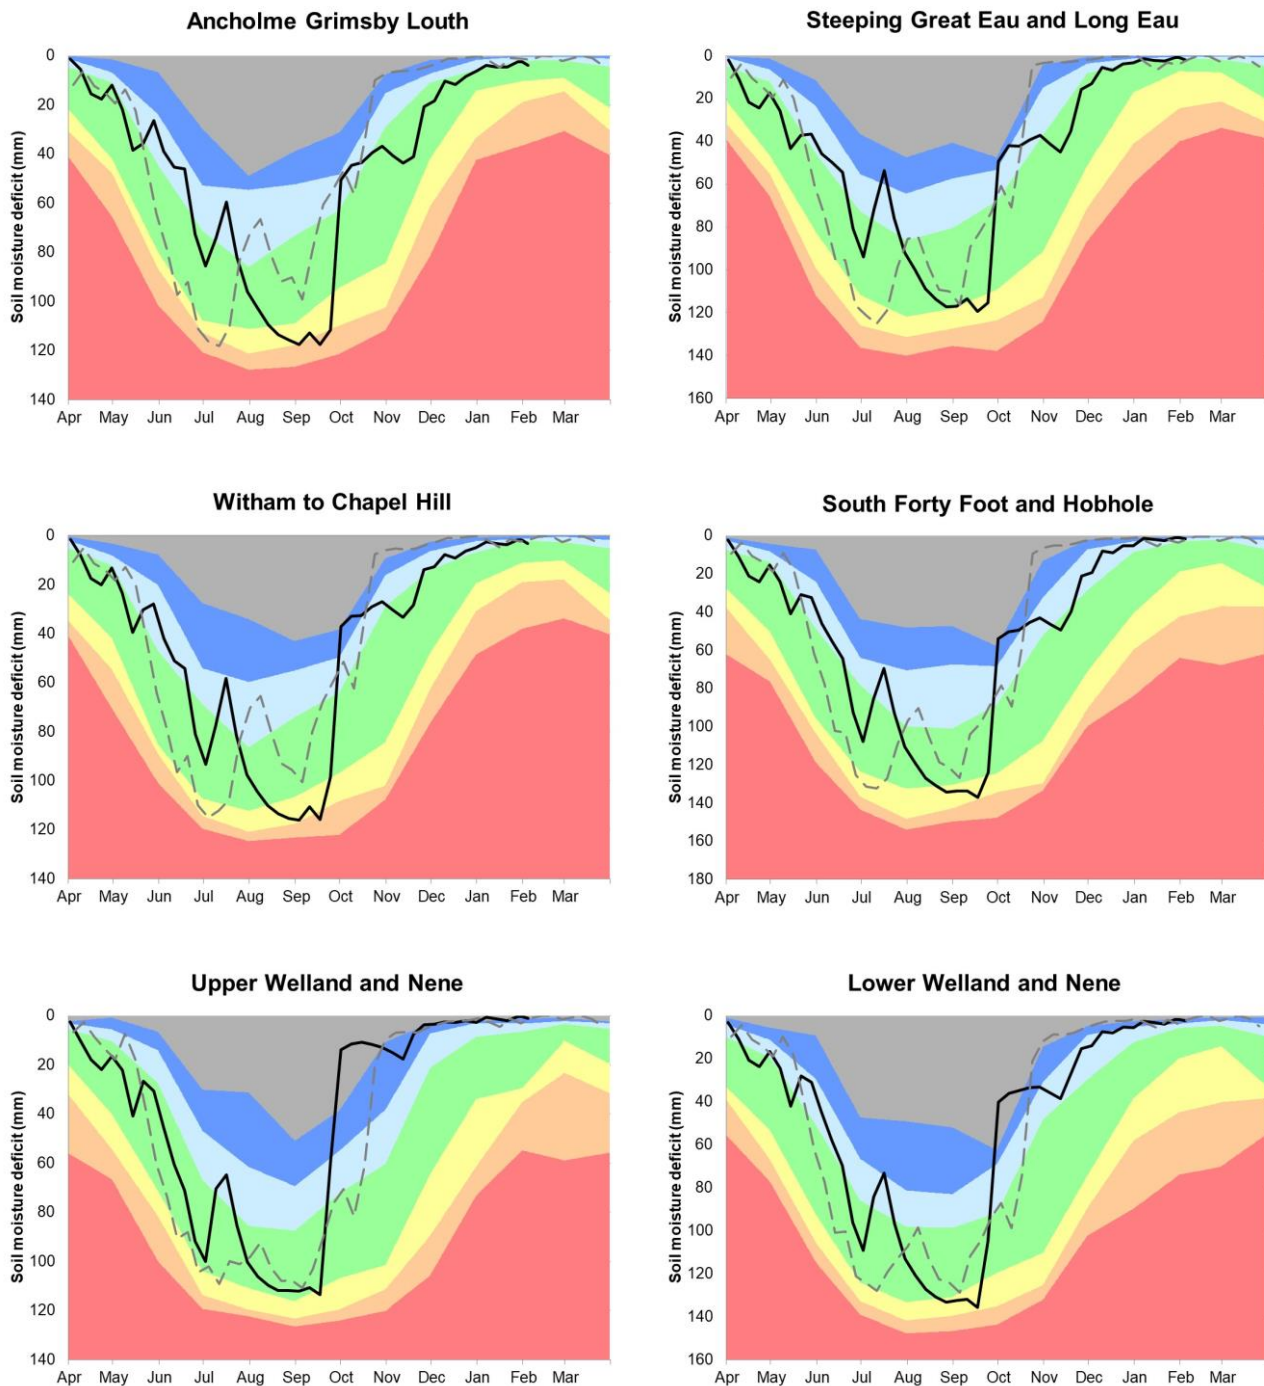 Ancholme Grimsby Louth
Soil moisture deficit (mm)
0
20
40
60
80
100
120
140
Apr May Jun Jul Aug Sep Oct Nov Dec Jan Feb Mar
Steeping Great Eau and Long Eau
Soil moisture deficit (mm)
0
20
40
60
80
100
120
140
160
Apr May Jun Jul Aug Sep Oct Nov Dec Jan Feb Mar
Witham to Chapel Hill
Soil moisture deficit (mm)
0
20
40
60
80
100
120
140
Apr May Jun Jul Aug Sep Oct Nov Dec Jan Feb Mar
South Forty Foot and Hobhole
Soil moisture deficit (mm)
0
20
40
60
80
100
120
140
160
180
Apr May Jun Jul Aug Sep Oct Nov Dec Jan Feb Mar
Upper Welland and Nene
Soil moisture deficit (mm)
0
20
40
60
80
100
120
140
Apr May Jun Jul Aug Sep Oct Nov Dec Jan Feb Mar
Lower Welland and Nene
Soil moisture deficit (mm)
0
20
40
60
80
100
120
140
160
Apr May Jun Jul Aug Sep Oct Nov Dec Jan Feb Mar